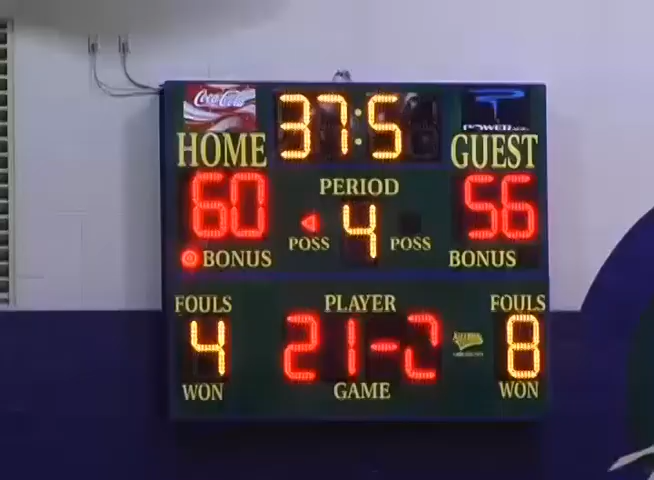 Coca-Cola
37:5
POWERADE
HOME
GUEST
60
PERIOD
56
POSS
4
POSS
BONUS
BONUS
FOULS
PLAYER
FOULS
4
21-2
8
WON
GAME
WON